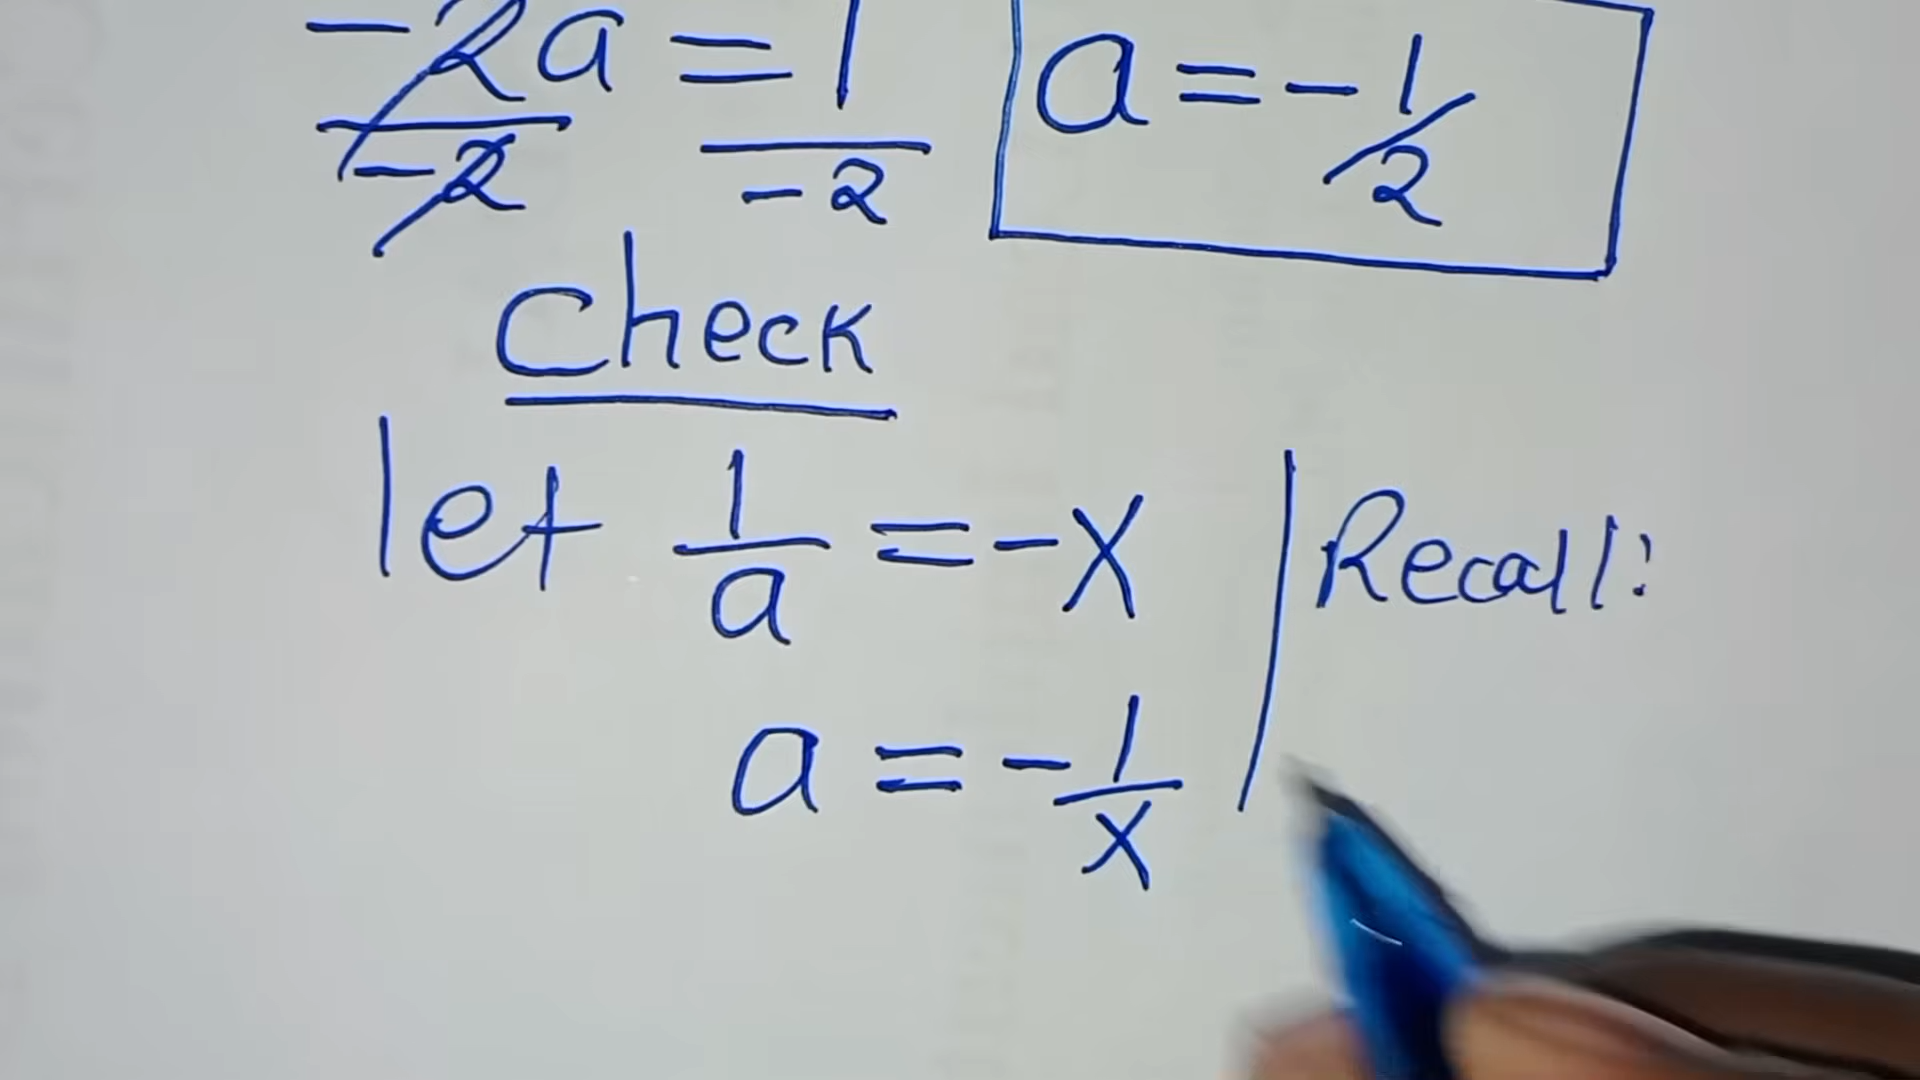 -2a = 1
-2 -2
a = -1/2
Check
let 1/a = -x
a = -1/x
Recall: